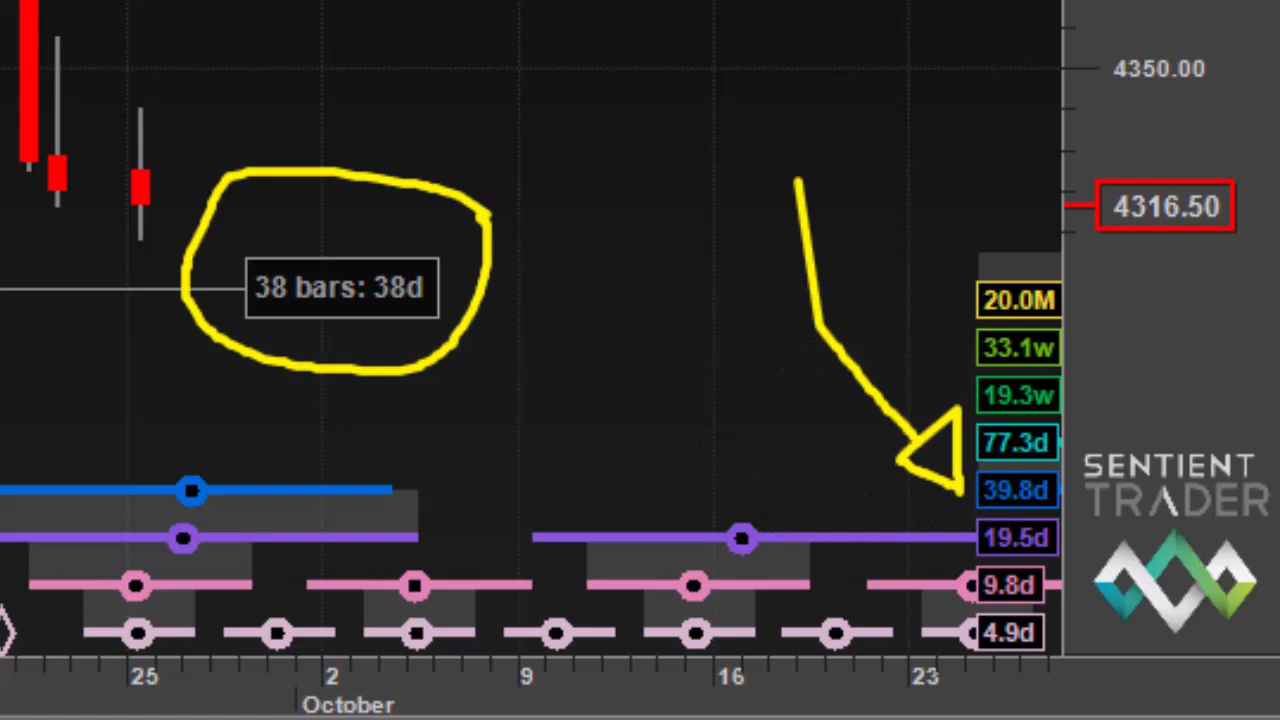 4350.00
4316.50
38 bars: 38d
20.0M
33.1w
19.3w
77.3d
39.8d
19.5d
9.8d
4.9d
SENTIENT
TRADER
25 2 9 16 23
October